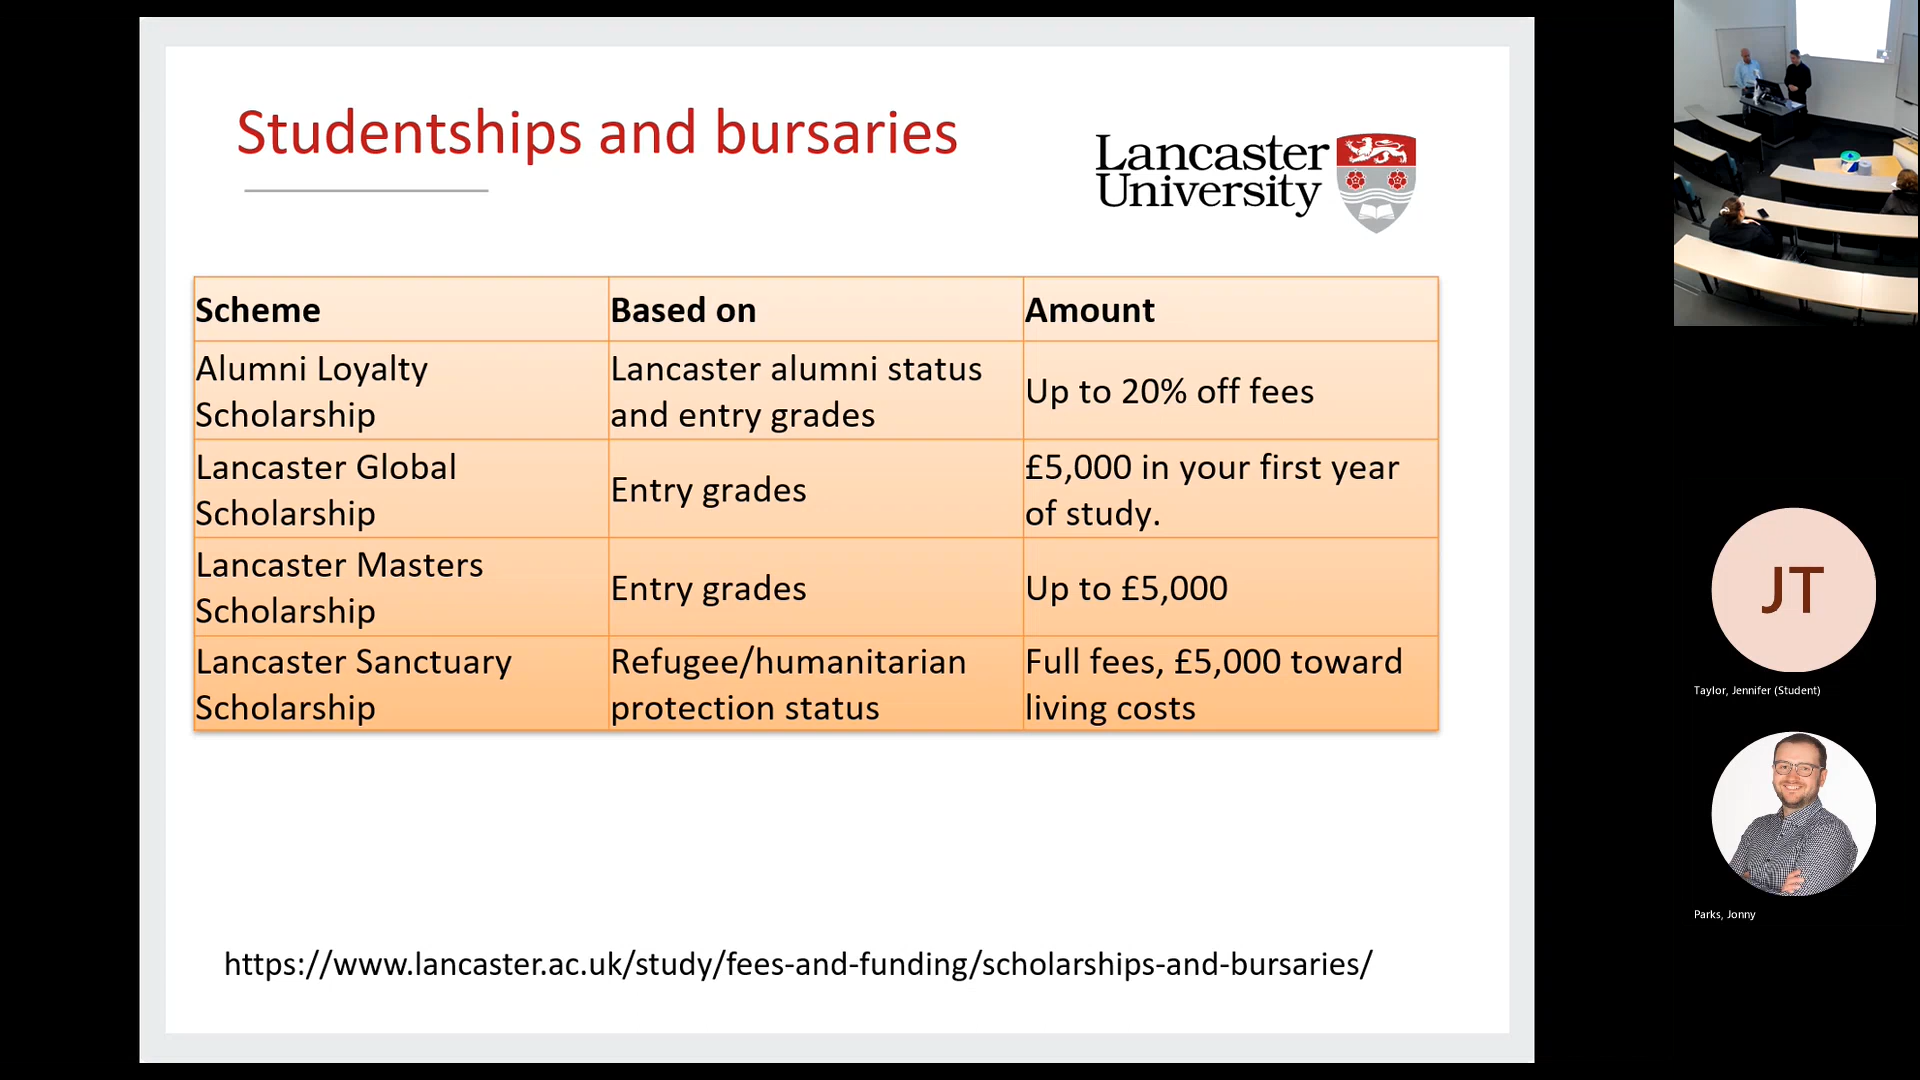 Studentships and bursaries
Lancaster
University
Scheme
Based on
Amount
Alumni Loyalty
Scholarship
Lancaster alumni status
and entry grades
Up to 20% off fees
Lancaster Global
Scholarship
Entry grades
£5,000 in your first year
of study.
Lancaster Masters
Scholarship
Entry grades
Up to £5,000
Lancaster Sanctuary
Scholarship
Refugee/humanitarian
protection status
Full fees, £5,000 toward
living costs
https://www.lancaster.ac.uk/study/fees-and-funding/scholarships-and-bursaries/
JT
Taylor, Jennifer (Student)
Parks, Jonny